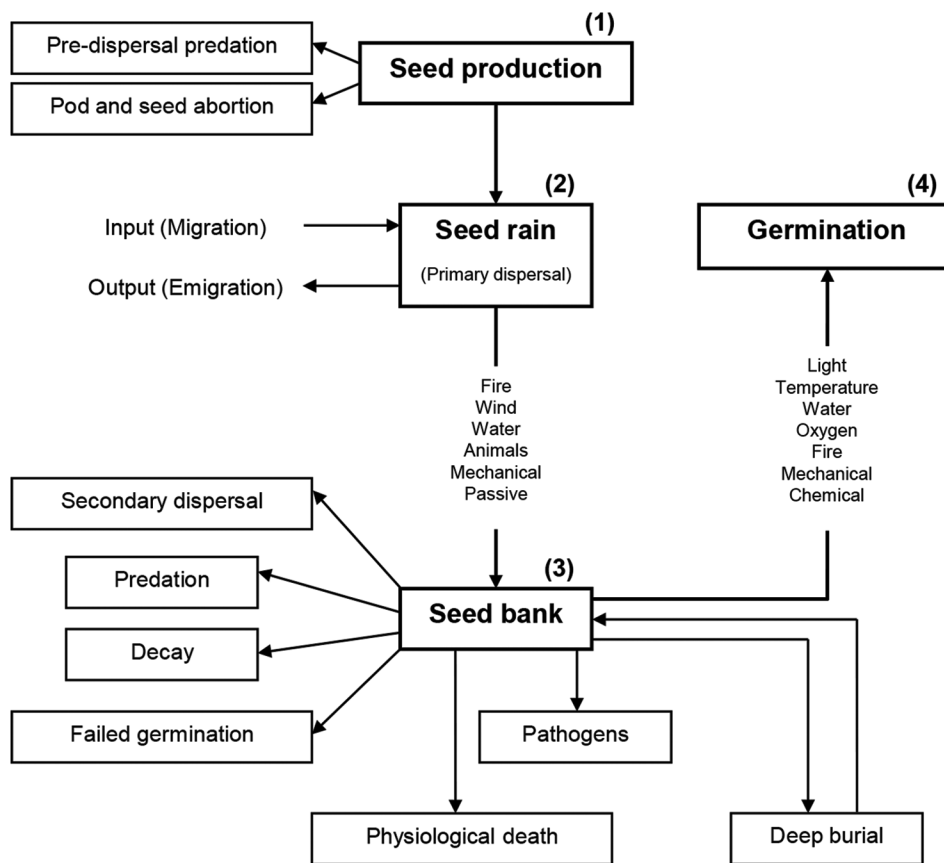 (1)
Pre-dispersal predation
Seed production
Pod and seed abortion
(2)
(4)
Input (Migration)
Seed rain
Germination
(Primary dispersal)
Output (Emigration)
Fire
Wind
Water
Animals
Mechanical
Passive
Light
Temperature
Water
Oxygen
Fire
Mechanical
Chemical
Secondary dispersal
(3)
Predation
Seed bank
Decay
Failed germination
Pathogens
Physiological death
Deep burial